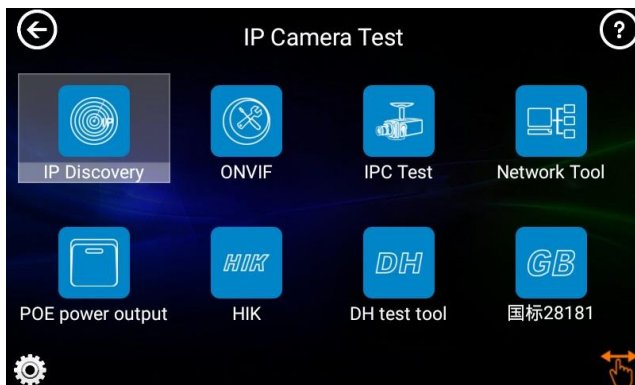 IP Camera Test
?
IP
IP Discovery
ONVIF
IPC Test
Network Tool
HIK
DH
GB
POE power output
HIK
DH test tool
国标28181